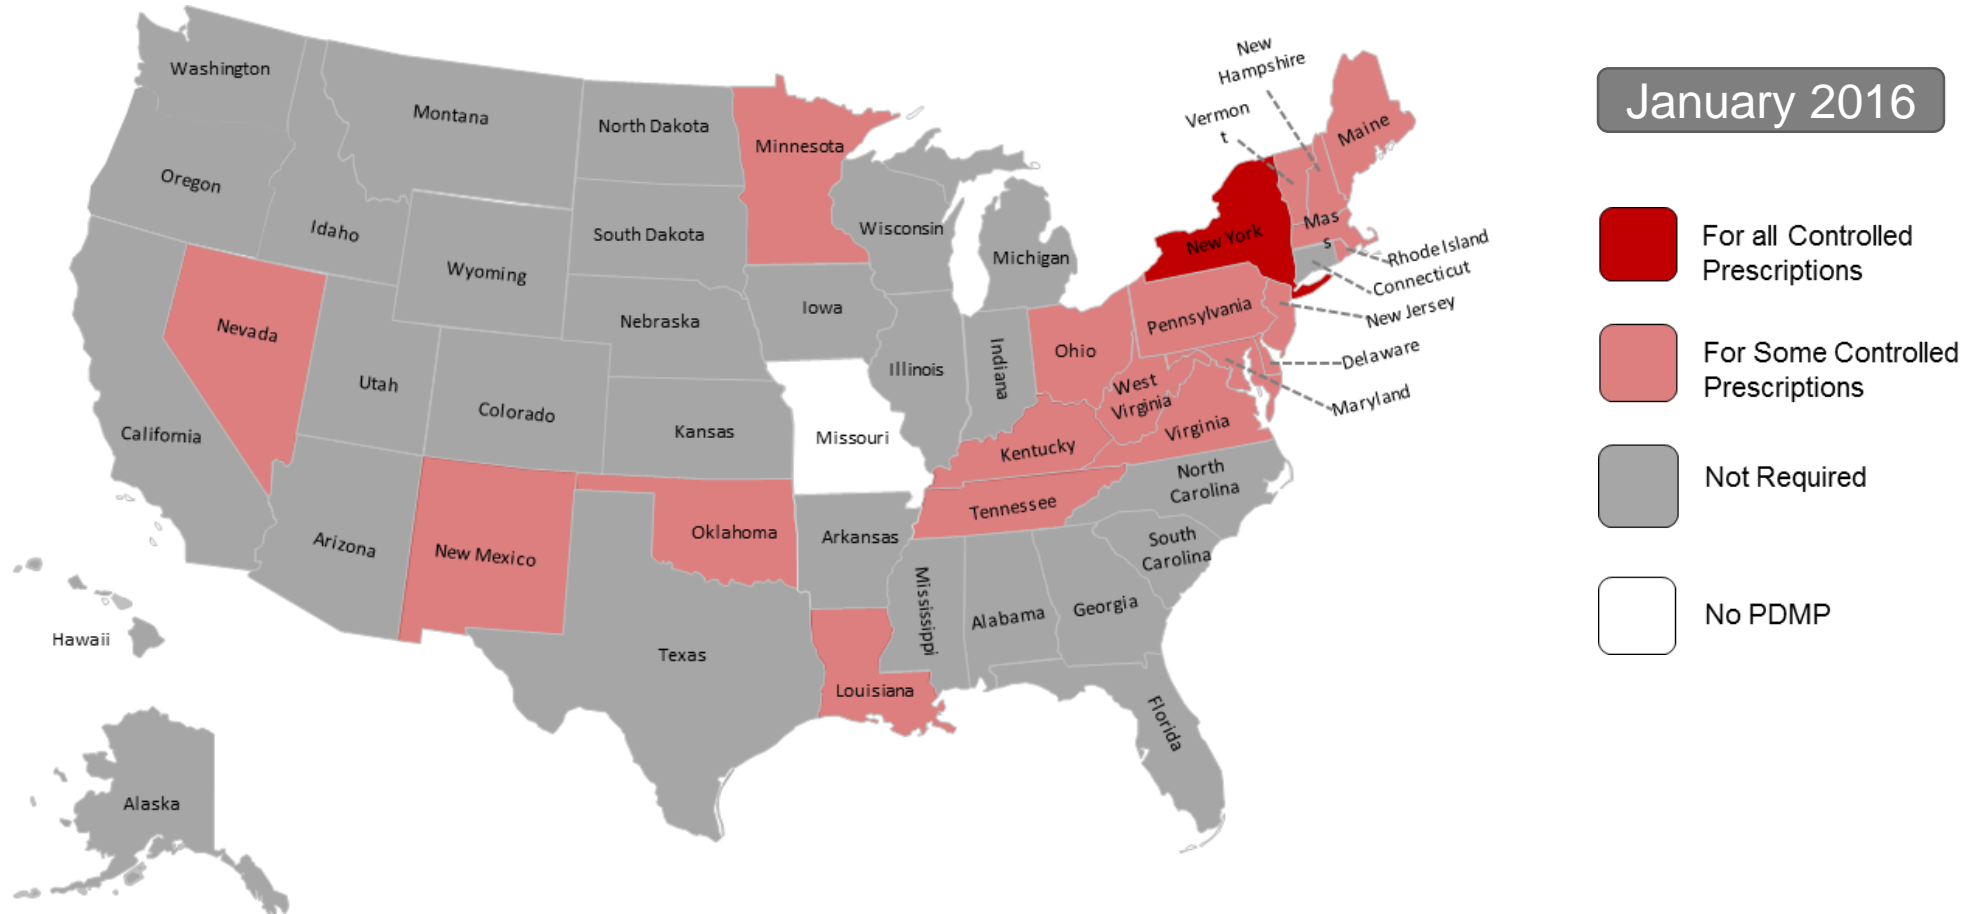 January 2016
For all Controlled
Prescriptions
For Some Controlled
Prescriptions
Not Required
No PDMP
Washington
Montana
North Dakota
Minnesota
Oregon
Idaho
Wyoming
South Dakota
Wisconsin
Michigan
New
Hampshire
Vermon
t
Maine
New York
Mas
s
Rhode Island
Connecticut
New Jersey
Delaware
Maryland
Pennsylvania
Nevada
Utah
Colorado
Nebraska
Iowa
Illinois
Indiana
Ohio
West
Virginia
Virginia
Kentucky
California
Kansas
Missouri
Arizona
New Mexico
Oklahoma
Arkansas
Tennessee
North
Carolina
South
Carolina
Mississippi
Alabama
Georgia
Texas
Louisiana
Florida
Hawaii
Alaska